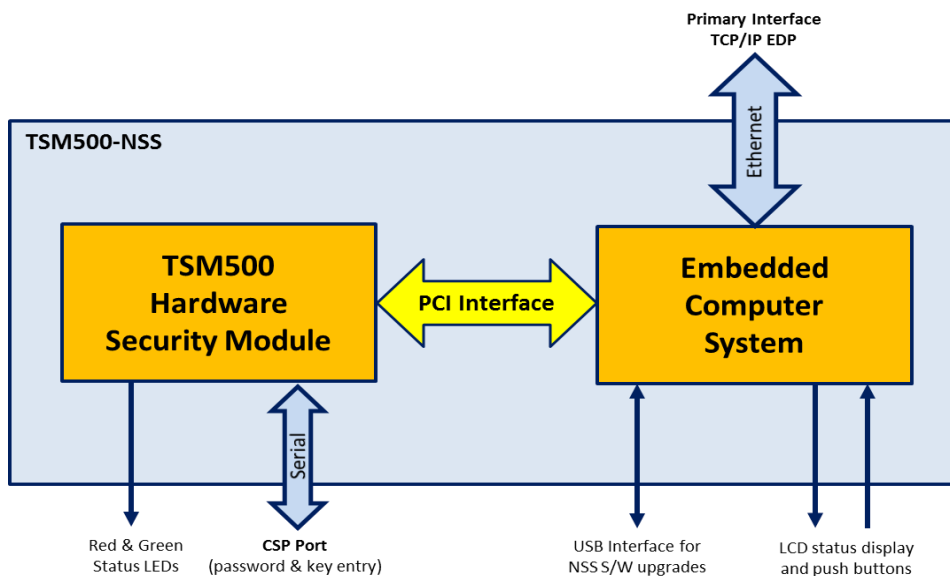 Primary Interface
TCP/IP EDP
Ethernet
TSM500-NSS
TSM500
Hardware
Security Module
PCI Interface
Embedded
Computer
System
Serial
Red & Green
Status LEDs
CSP Port
(password & key entry)
USB Interface for
NSS S/W upgrades
LCD status display
and push buttons